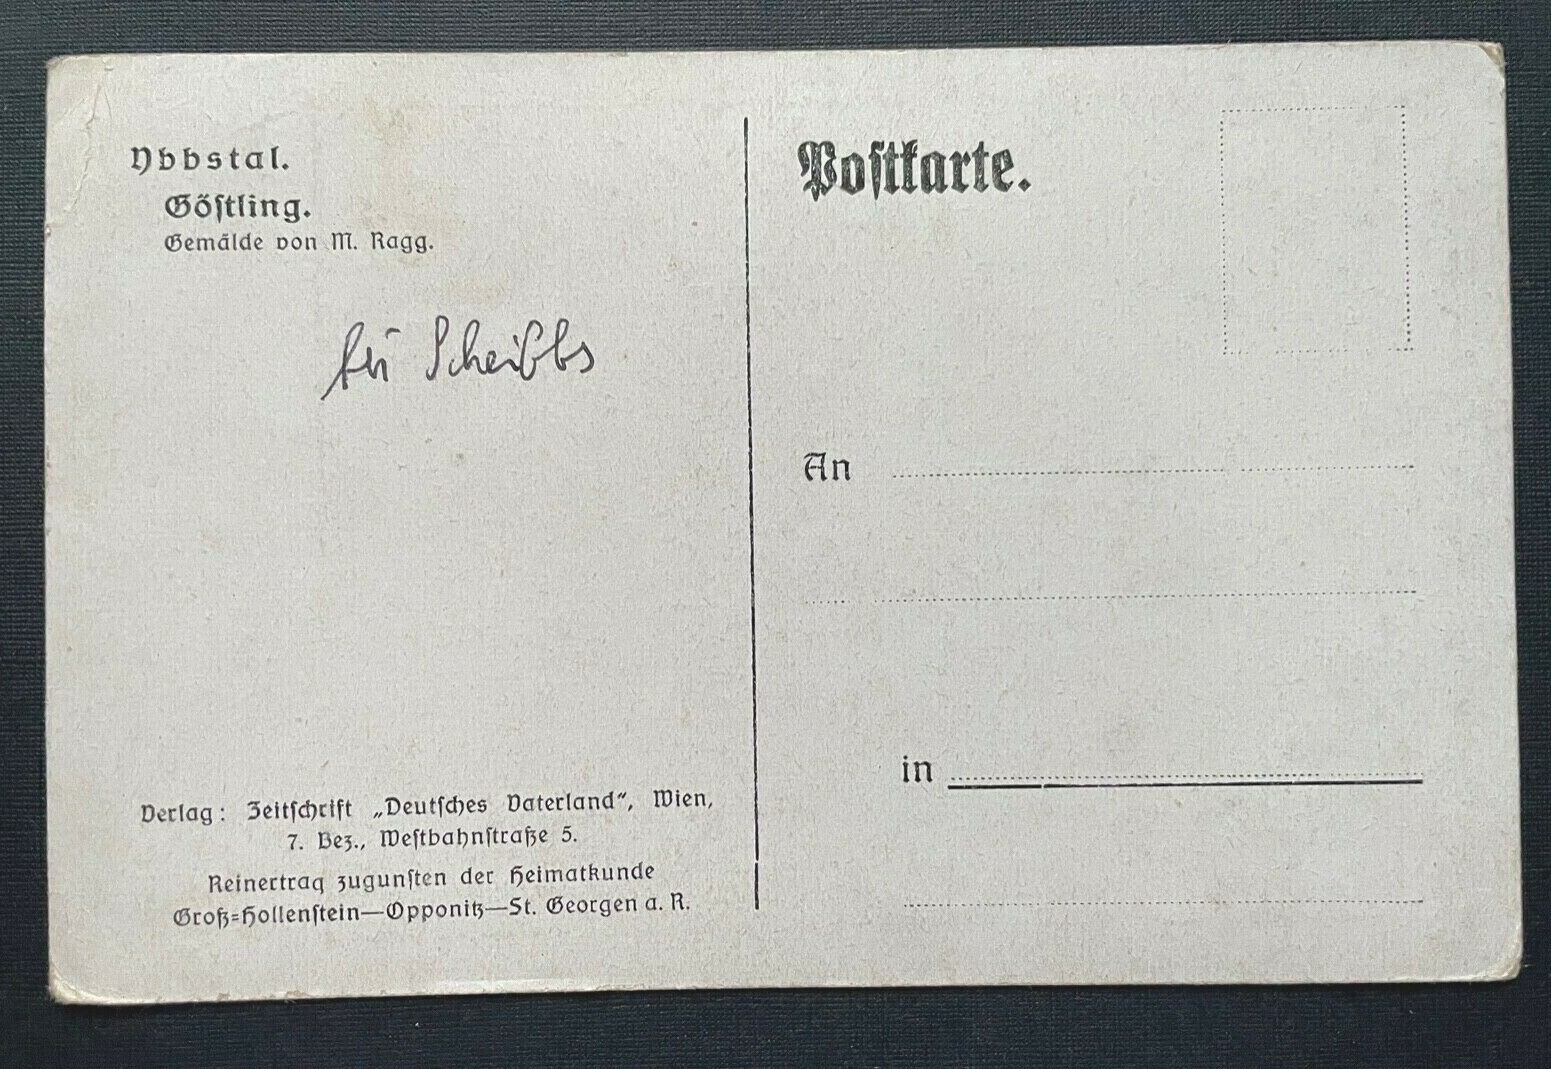 Ybbstal.
Göſtling.
Gemälde von M. Ragg.
bei Scheibbs
Verlag: Zeitſchrift „Deutſches Vaterland“, Wien,
7. Bez., Weſtbahnſtraße 5.
Reinertrag zugunſten der Heimatkunde
Groß=Hollenſtein—Opponitz—St. Georgen a. R.
Poſtkarte.
An
in